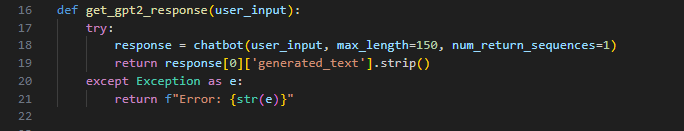 16 def get_gpt2_response(user_input):
17     try:
18         response = chatbot(user_input, max_length=150, num_return_sequences=1)
19         return response[0]['generated_text'].strip()
20     except Exception as e:
21         return f"Error: {str(e)}"
22